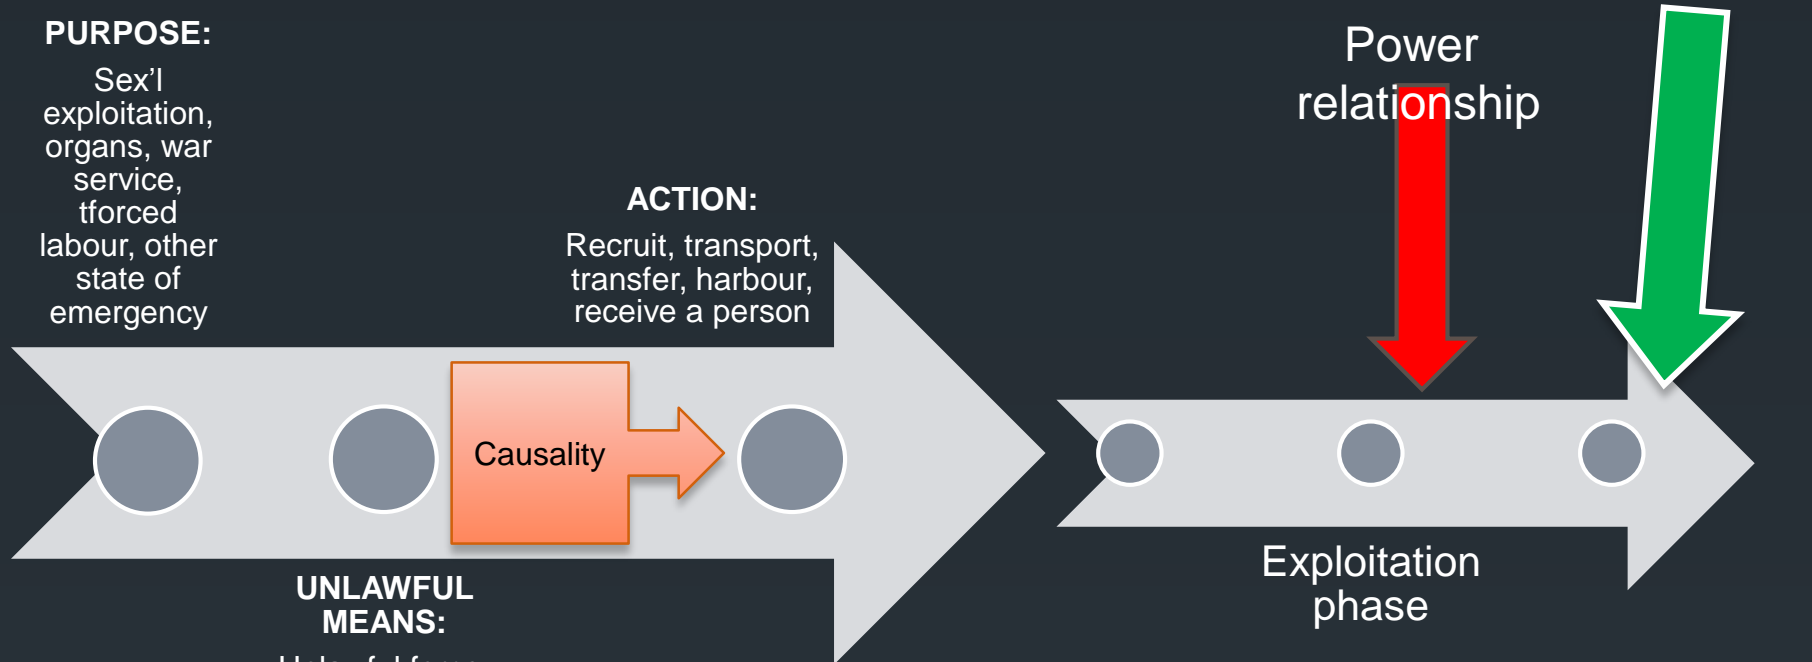 PURPOSE:
Sex'l
exploitation,
organs, war
service,
tforced
labour, other
state of
emergency
UNLAWFUL
MEANS:
Causality
ACTION:
Recruit, transport,
transfer, harbour,
receive a person
Power
relationship
Exploitation
phase